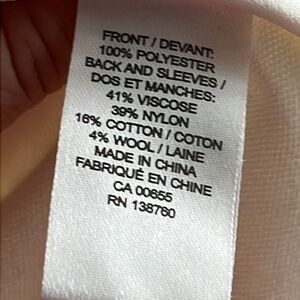 FRONT / DEVANT:
100% POLYESTER
BACK AND SLEEVES /
DOS ET MANCHES:
41% VISCOSE
39% NYLON
16% COTTON / COTON
4% WOOL / LAINE
MADE IN CHINA
FABRIQUÉ EN CHINE
CA 00655
RN 138760